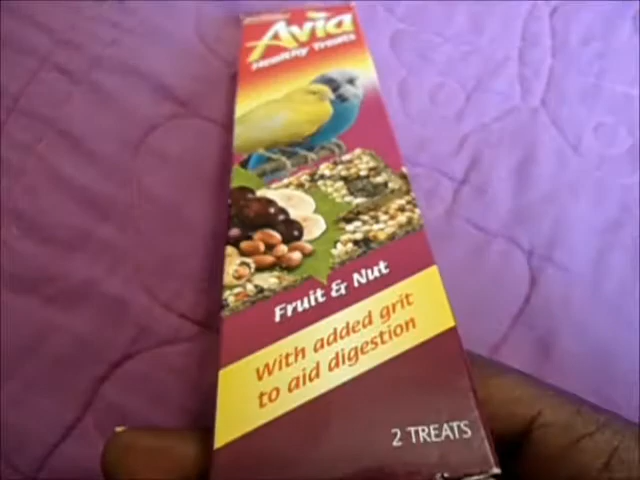 Avia
Healthy Treats
Fruit & Nut
With added grit
to aid digestion
2 TREATS